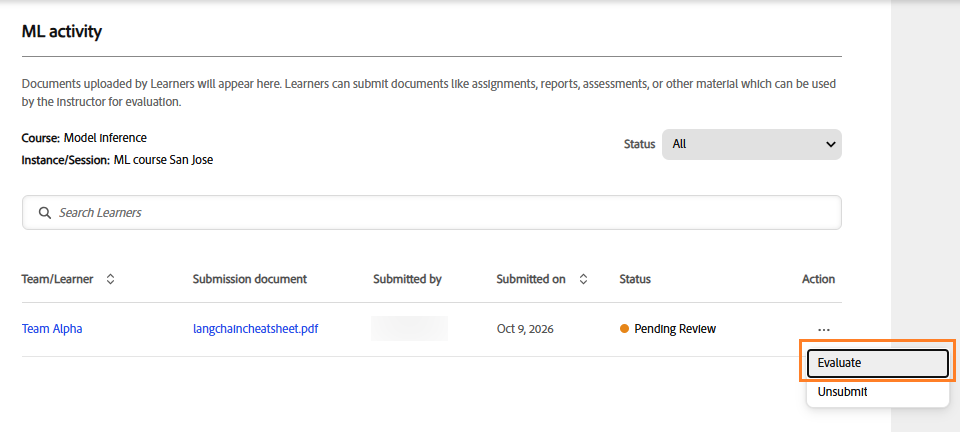 ML activity
Documents uploaded by Learners will appear here. Learners can submit documents like assignments, reports, assessments, or other material which can be used
by the instructor for evaluation.
Course: Model Inference
Instance/Session: ML course San Jose
Status All
Search Learners
Team/Learner Submission document Submitted by Submitted on Status Action
Team Alpha langchaincheatsheet.pdf Oct 9, 2026 Pending Review ...
Evaluate
Unsubmit